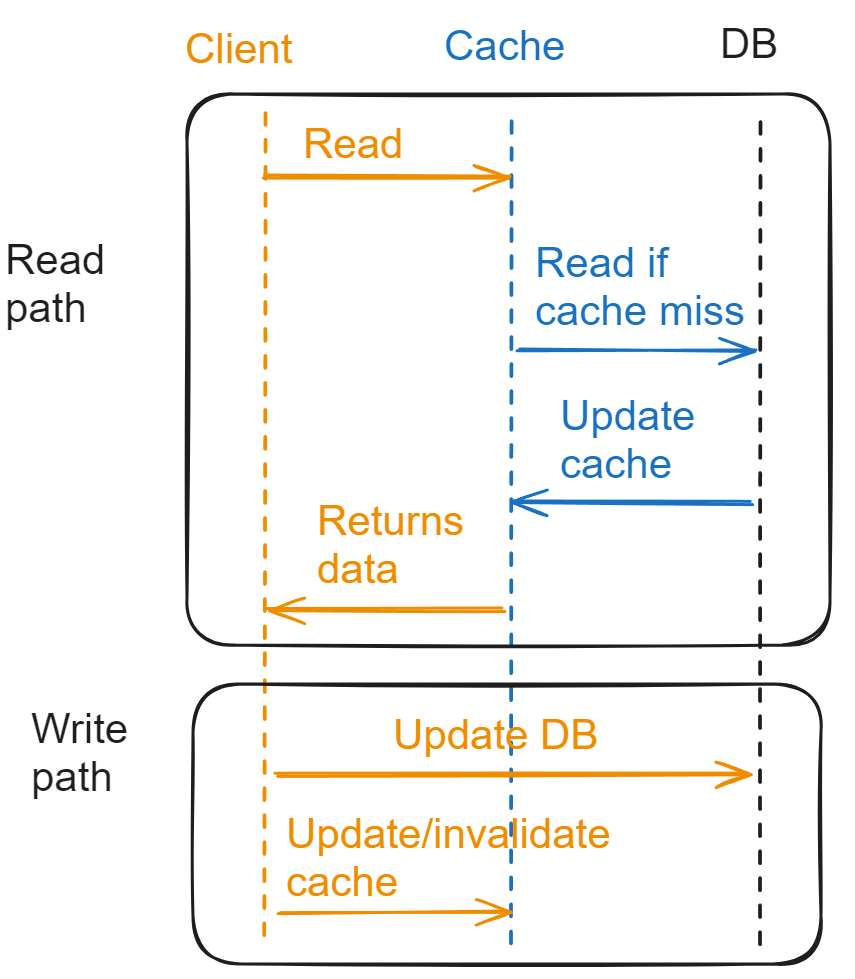 Client
Cache
DB
Read
Read
path
Read if
cache miss
Update
cache
Returns
data
Write
path
Update DB
Update/invalidate
cache